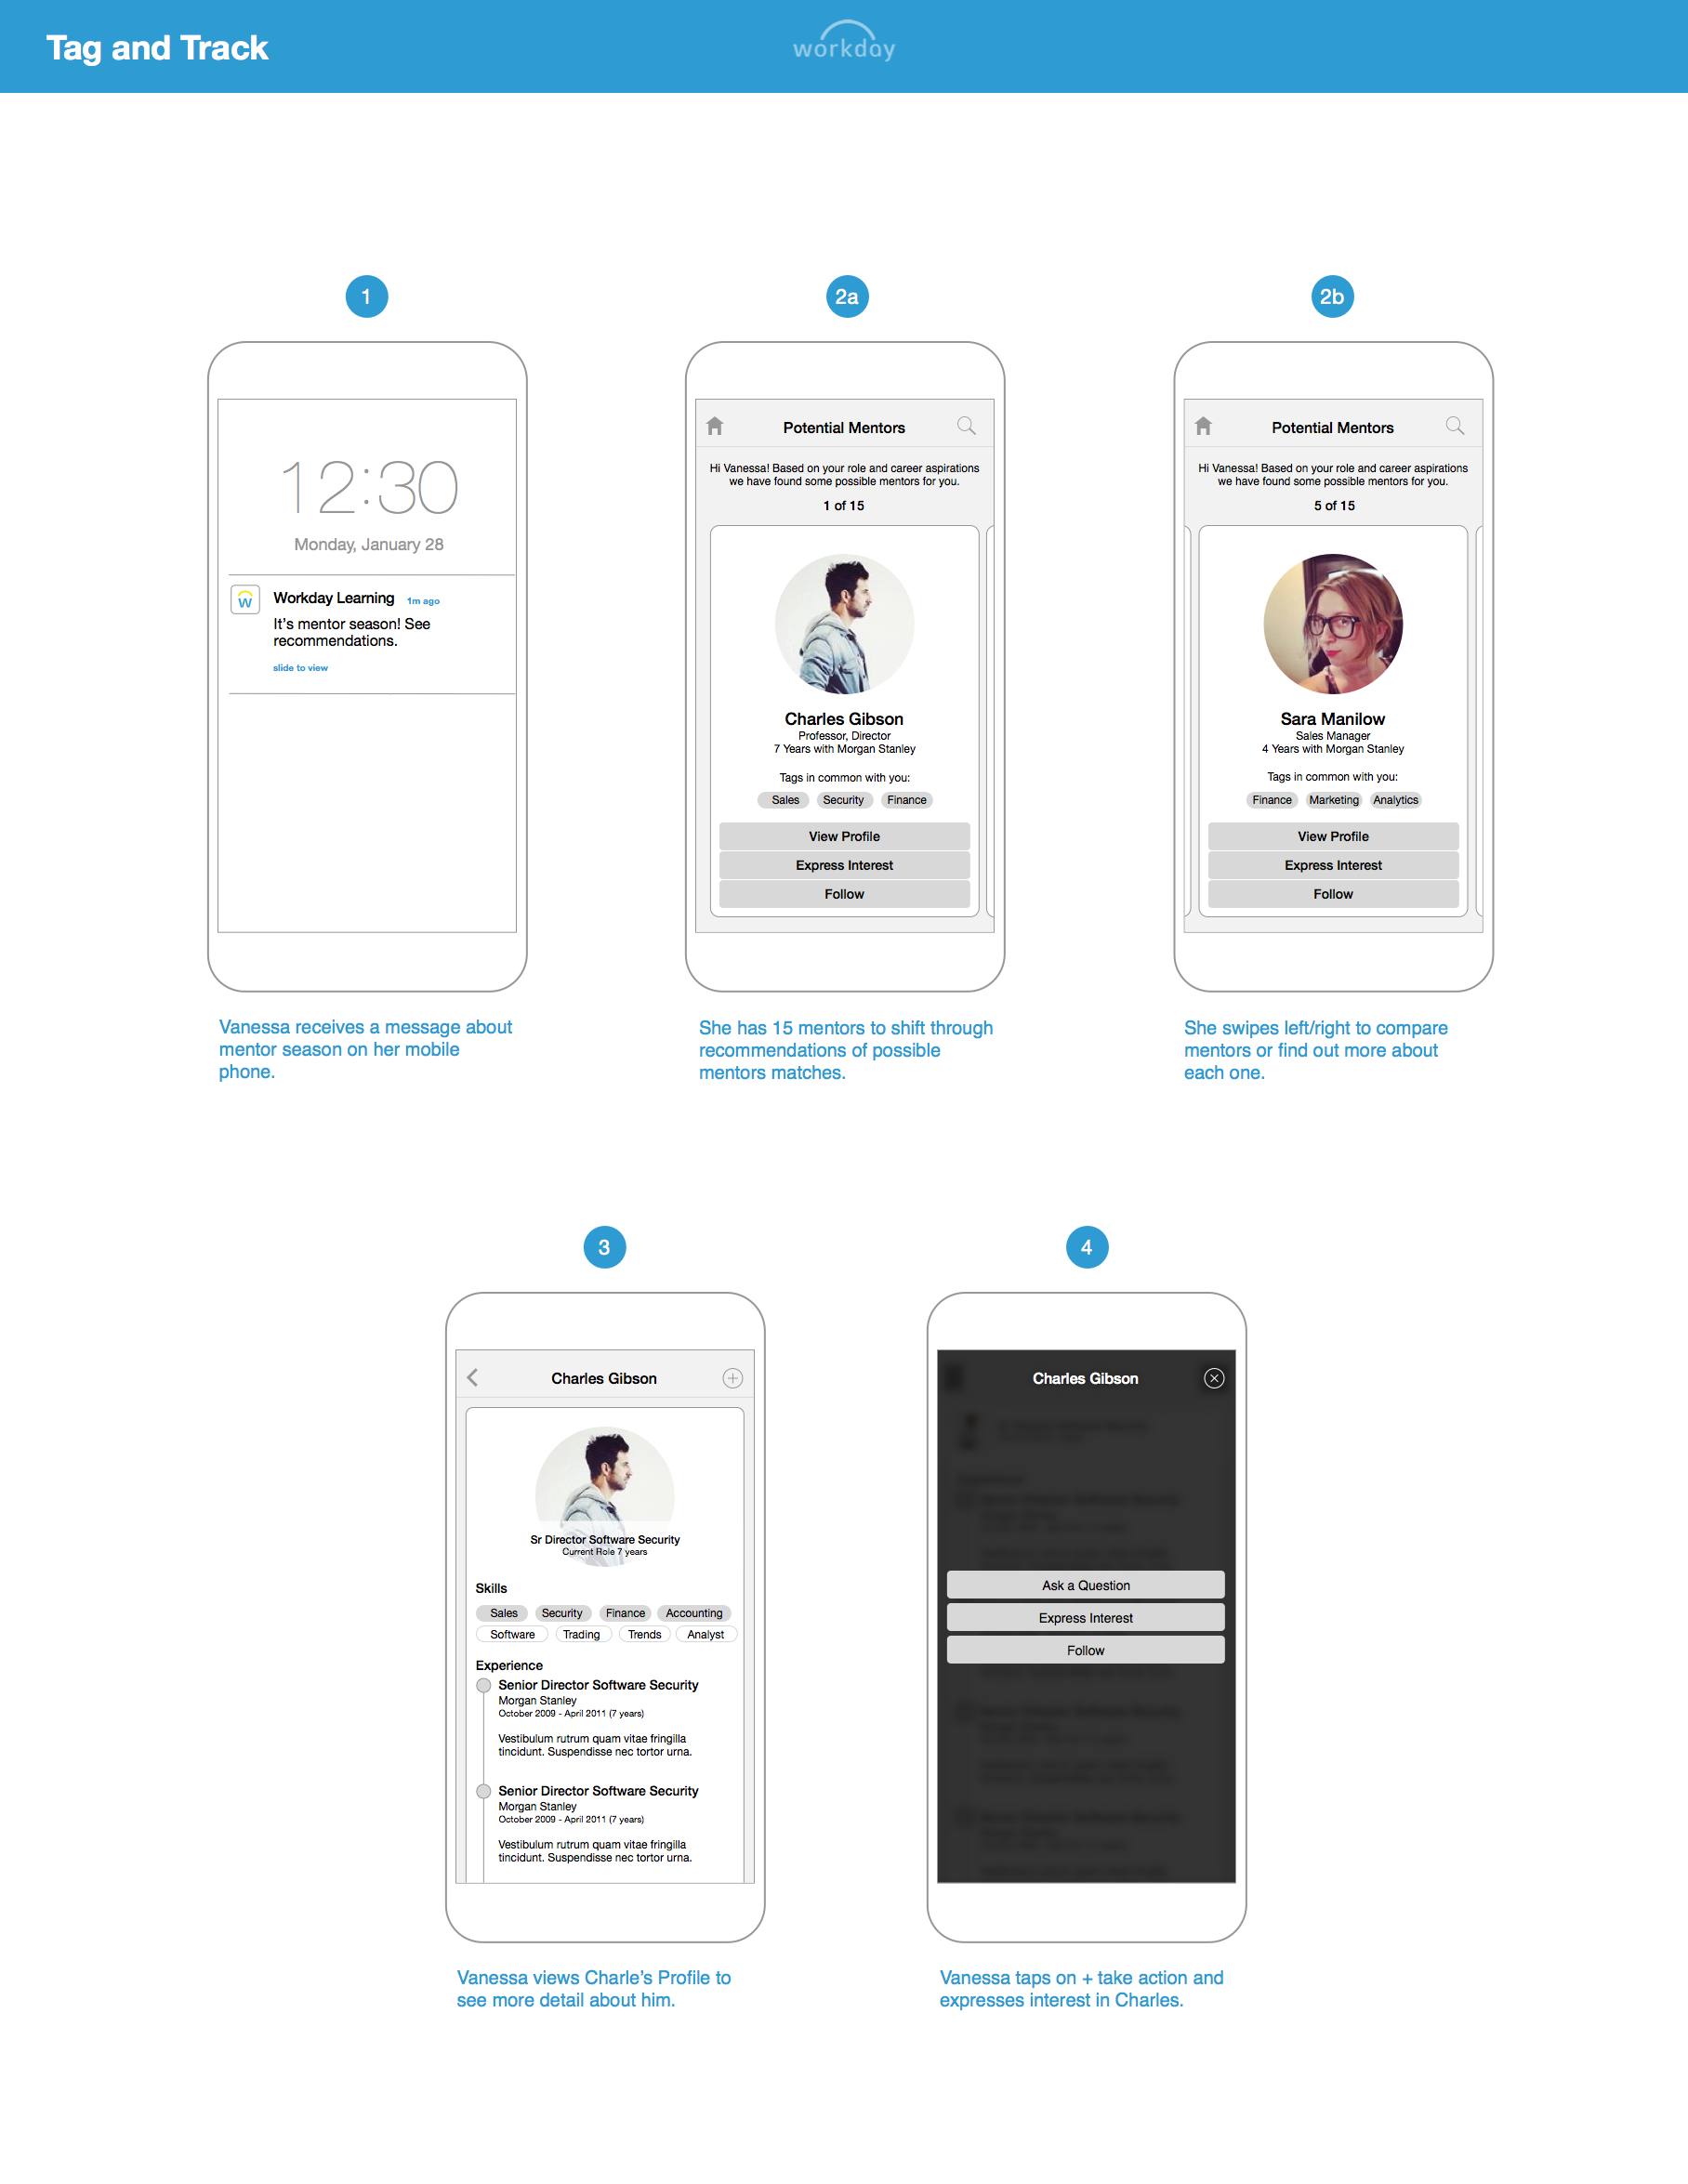 Tag and Track
workday
1
12:30
Monday, January 28
W
Workday Learning 1m ago
It's mentor season! See
recommendations.
slide to view
Vanessa receives a message about
mentor season on her mobile
phone.
2a
Potential Mentors
Hi Vanessa! Based on your role and career aspirations
we have found some possible mentors for you.
1 of 15
Charles Gibson
Professor, Director
7 Years with Morgan Stanley
Tags in common with you:
Sales Security Finance
View Profile
Express Interest
Follow
She has 15 mentors to shift through
recommendations of possible
mentors matches.
2b
Potential Mentors
Hi Vanessa! Based on your role and career aspirations
we have found some possible mentors for you.
5 of 15
Sara Manilow
Sales Manager
4 Years with Morgan Stanley
Tags in common with you:
Finance Marketing Analytics
View Profile
Express Interest
Follow
She swipes left/right to compare
mentors or find out more about
each one.
3
Charles Gibson
Sr Director Software Security
Current Role 7 years
Skills
Sales Security Finance Accounting
Software Trading Trends Analyst
Experience
Senior Director Software Security
Morgan Stanley
October 2009 - April 2011 (7 years)
Vestibulum rutrum quam vitae fringilla
tincidunt. Suspendisse nec tortor urna.
Senior Director Software Security
Morgan Stanley
October 2009 - April 2011 (7 years)
Vestibulum rutrum quam vitae fringilla
tincidunt. Suspendisse nec tortor urna.
Vanessa views Charle's Profile to
see more detail about him.
4
Charles Gibson
Ask a Question
Express Interest
Follow
Vanessa taps on + take action and
expresses interest in Charles.